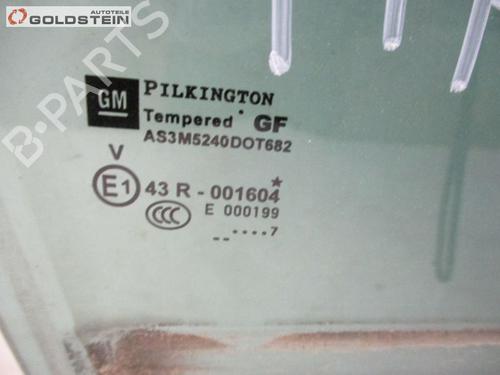 AUTOTEILE
GOLDSTEIN
B-PARTS
GM
PILKINGTON
Tempered GF
AS3M5240DOT682
V
E1 43 R - 001604
CCC E 000199
....7